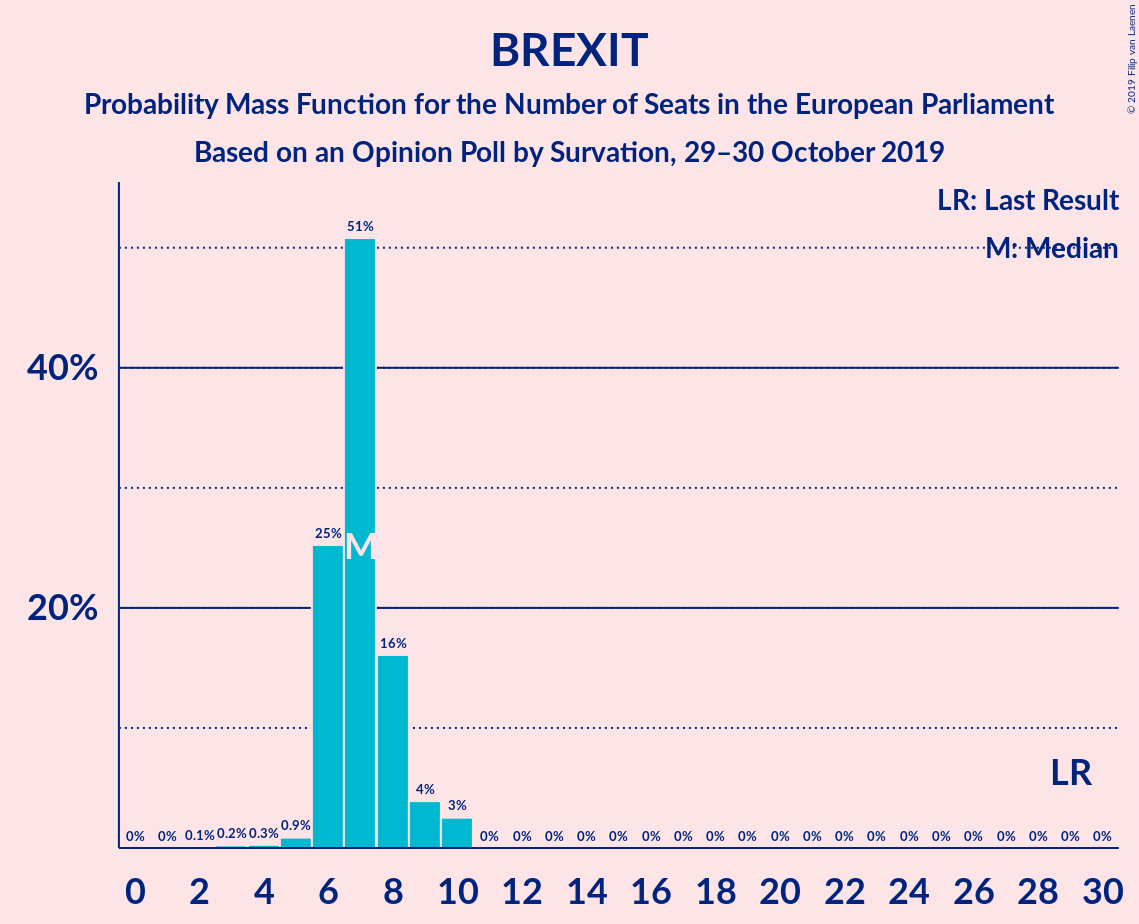 BREXIT
Probability Mass Function for the Number of Seats in the European Parliament
Based on an Opinion Poll by Survation, 29–30 October 2019
© 2019 Filip van Laenen
LR: Last Result
M: Median
51%
40%
25%
M
20%
16%
LR
4%
3%
0% 0% 0.1% 0.2% 0.3% 0.9% 0% 0% 0% 0% 0% 0% 0% 0% 0% 0% 0% 0% 0% 0% 0% 0% 0% 0% 0% 0%
0 2 4 6 8 10 12 14 16 18 20 22 24 26 28 30